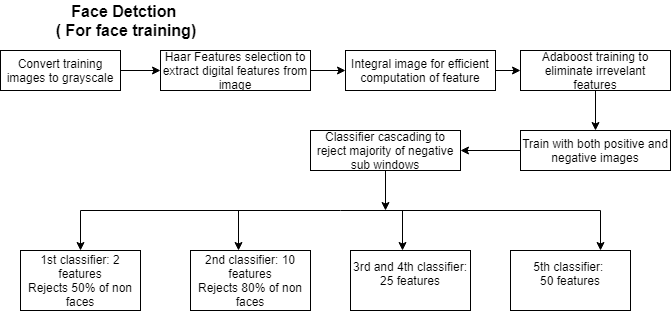 Face Detction
( For face training)
Convert training
images to grayscale
Haar Features selection to
extract digital features from
image
Integral image for efficient
computation of feature
Adaboost training to
eliminate irrevelant
features
Classifier cascading to
reject majority of negative
sub windows
Train with both positive and
negative images
1st classifier: 2
features
Rejects 50% of non
faces
2nd classifier: 10
features
Rejects 80% of non
faces
3rd and 4th classifier:
25 features
5th classifier:
50 features